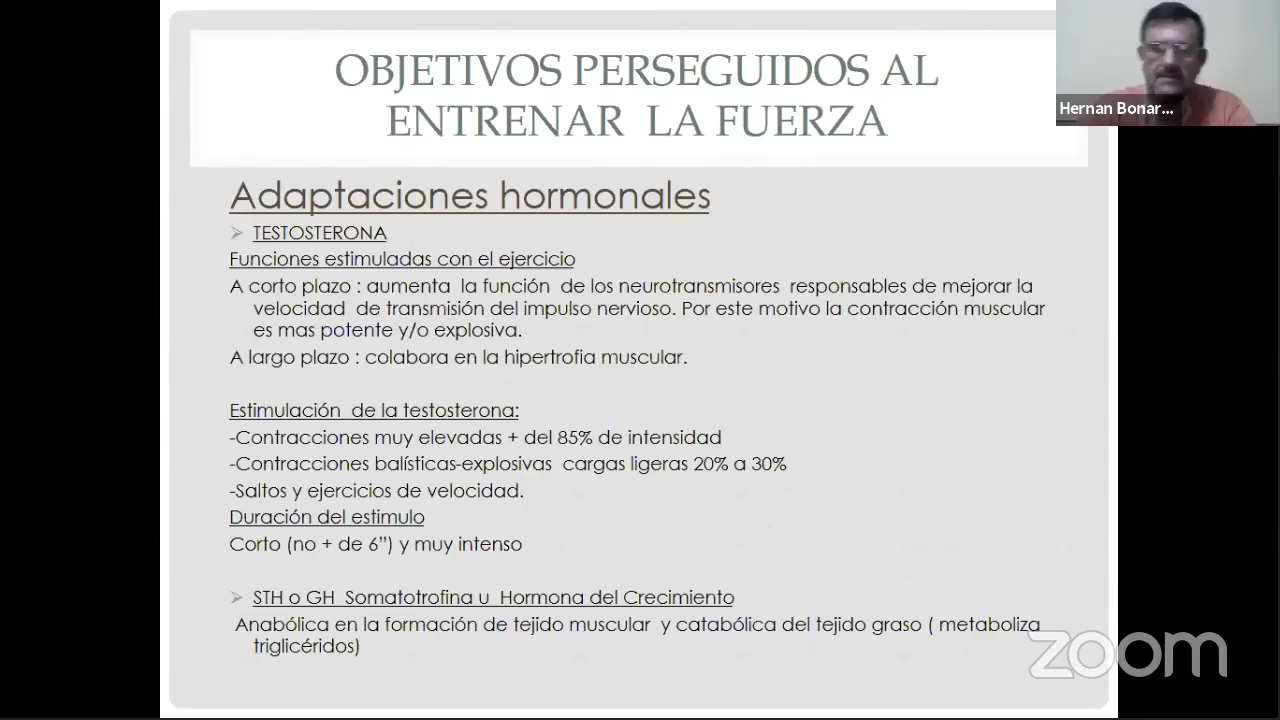 OBJETIVOS PERSEGUIDOS AL
ENTRENAR LA FUERZA
Hernan Bonar...
Adaptaciones hormonales
TESTOSTERONA
Funciones estimuladas con el ejercicio
A corto plazo : aumenta la función de los neurotransmisores responsables de mejorar la
velocidad de transmisión del impulso nervioso. Por este motivo la contracción muscular
es mas potente y/o explosiva.
A largo plazo : colabora en la hipertrofia muscular.
Estimulación de la testosterona:
-Contracciones muy elevadas + del 85% de intensidad
-Contracciones balísticas-explosivas cargas ligeras 20% a 30%
-Saltos y ejercicios de velocidad.
Duración del estimulo
Corto (no + de 6”) y muy intenso
STH o GH Somatotrofina u Hormona del Crecimiento
Anabólica en la formación de tejido muscular y catabólica del tejido graso ( metaboliza
triglicéridos)
zoom